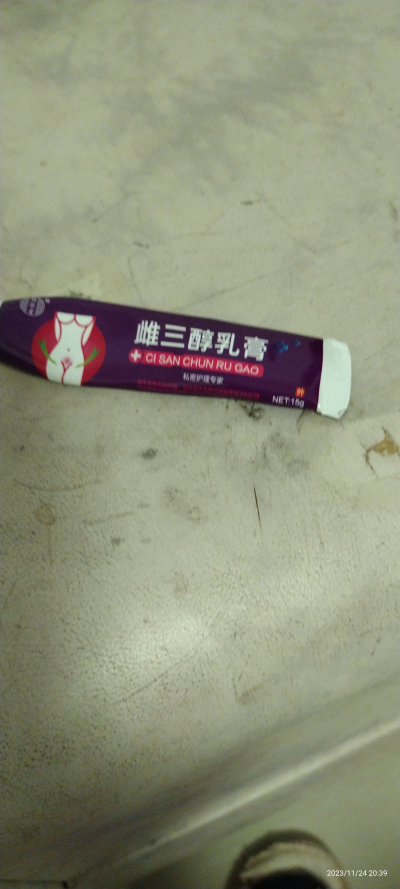 雌三醇乳膏
CI SAN CHUN RU GAO
私密护理专家
外
NET:15g
2023/11/24 20:39